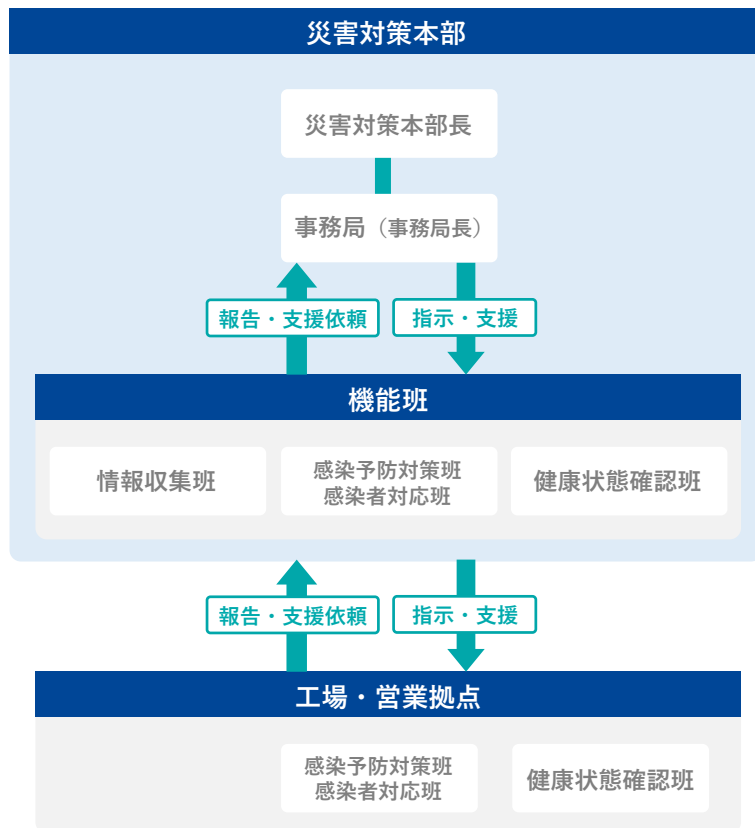 災害対策本部
災害対策本部長
事務局（事務局長）
報告・支援依頼
指示・支援
機能班
情報収集班
感染予防対策班
感染者対応班
健康状態確認班
報告・支援依頼
指示・支援
工場・営業拠点
感染予防対策班
感染者対応班
健康状態確認班